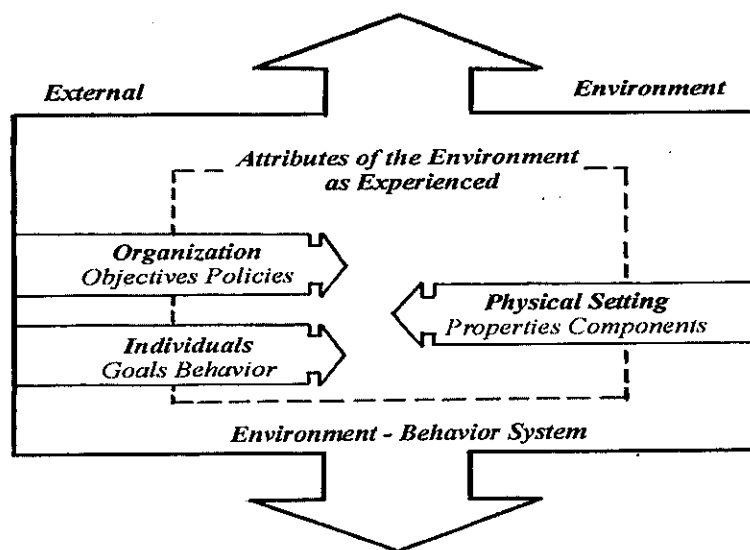 External
Environment
Attributes of the Environment
as Experienced
Organization
Objectives Policies
Physical Setting
Properties Components
Individuals
Goals Behavior
Environment - Behavior System